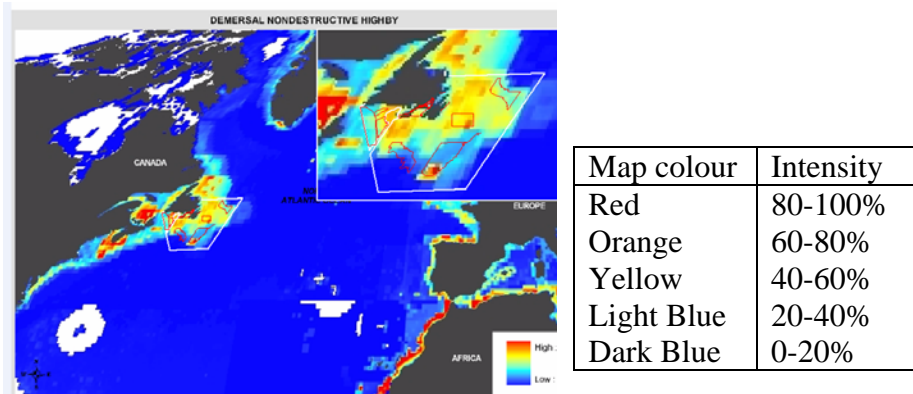 DEMERSAL NONDESTRUCTIVE HIGHBY
CANADA
ATLANTIC
EUROPE
AFRICA
High
Low :
Map colour Intensity
Red 80-100%
Orange 60-80%
Yellow 40-60%
Light Blue 20-40%
Dark Blue 0-20%